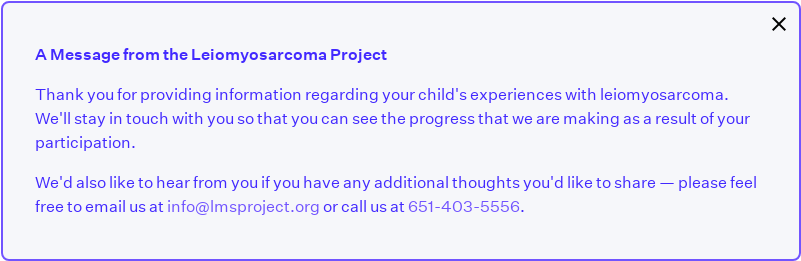 A Message from the Leiomyosarcoma Project
Thank you for providing information regarding your child's experiences with leiomyosarcoma.
We'll stay in touch with you so that you can see the progress that we are making as a result of your
participation.
We'd also like to hear from you if you have any additional thoughts you'd like to share — please feel
free to email us at info@lmsproject.org or call us at 651-403-5556.